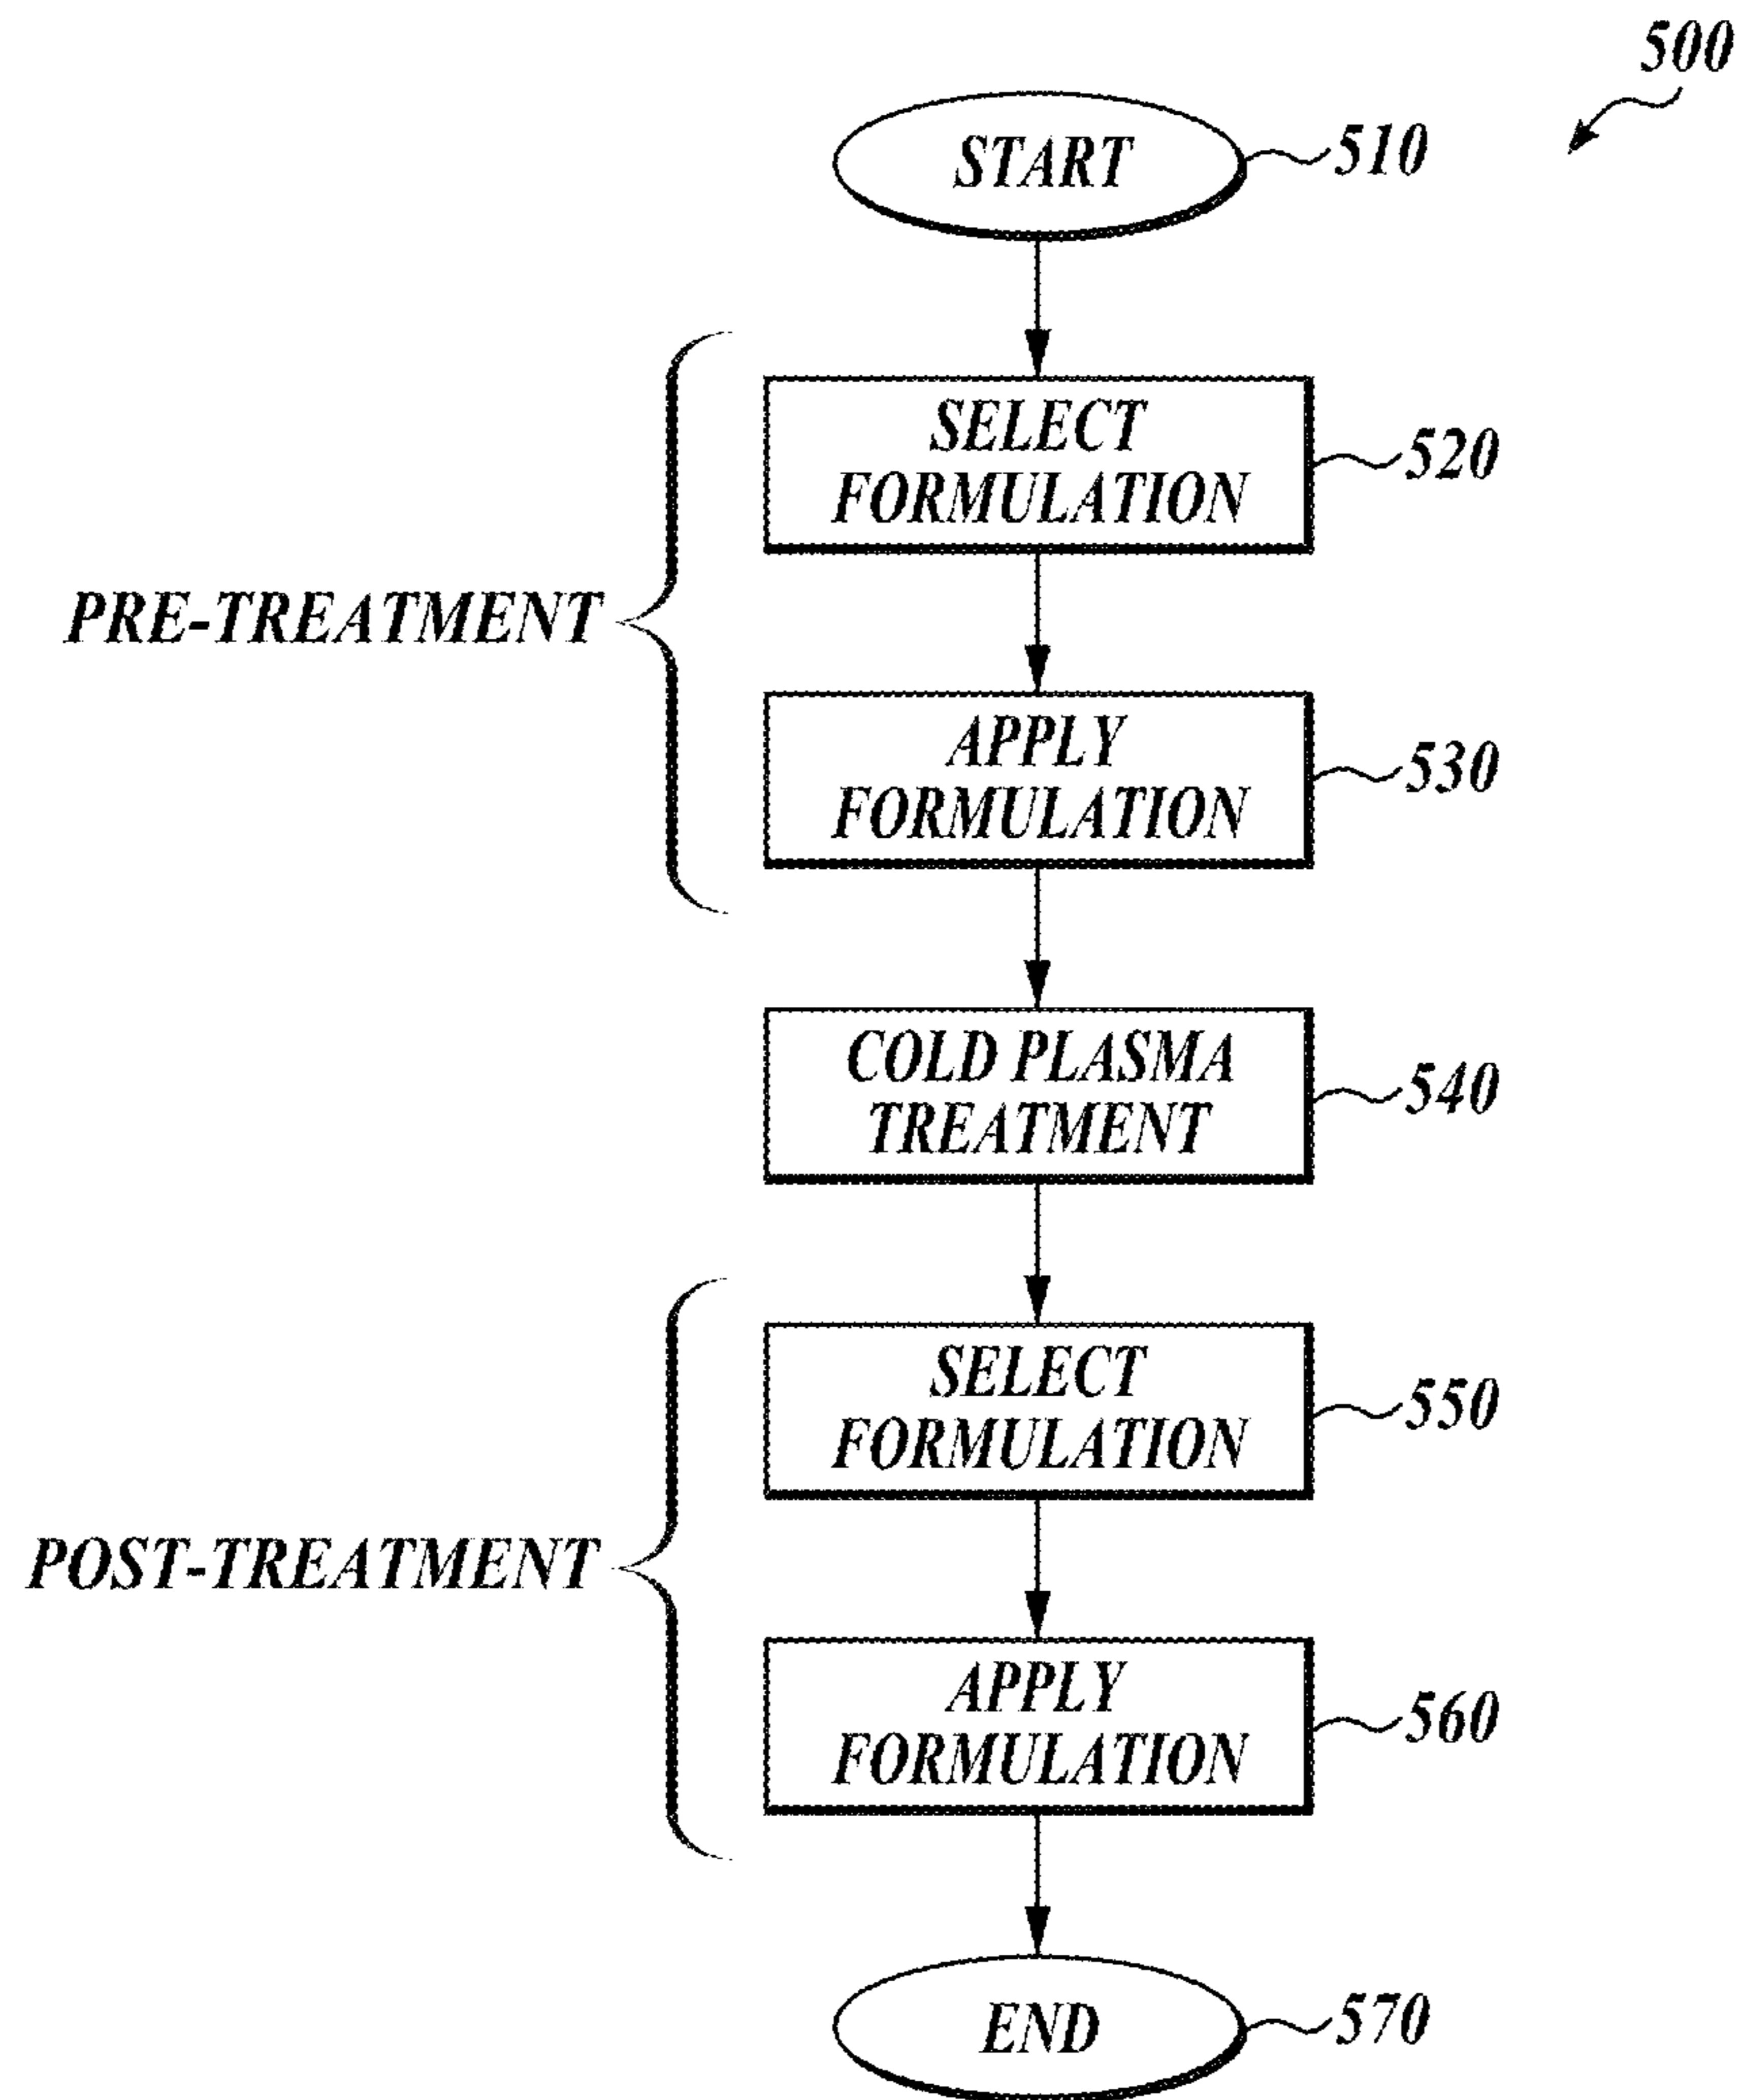 500
START
510
SELECT
FORMULATION
520
PRE-TREATMENT
APPLY
FORMULATION
530
COLD PLASMA
TREATMENT
540
SELECT
FORMULATION
550
POST-TREATMENT
APPLY
FORMULATION
560
END
570